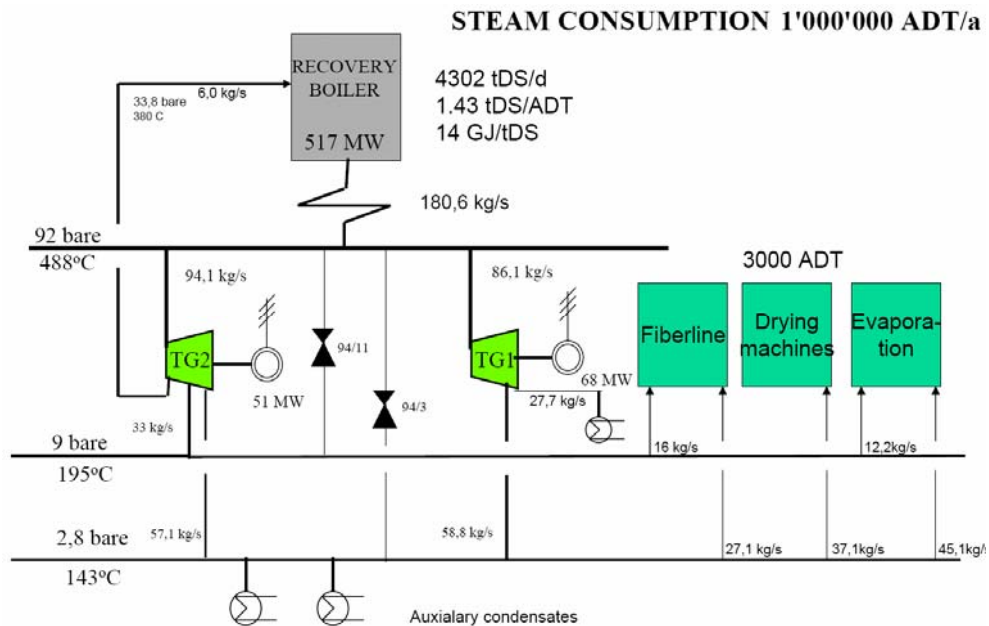 STEAM CONSUMPTION 1'000'000 ADT/a
RECOVERY
BOILER
517 MW
4302 tDS/d
1.43 tDS/ADT
14 GJ/tDS
6,0 kg/s
33,8 bare
380 C
180,6 kg/s
92 bare
488°C
94,1 kg/s
86,1 kg/s
3000 ADT
Fiberline
Drying
machines
Evapora-
tion
TG2
94/11
TG1
51 MW
68 MW
94/3
27,7 kg/s
33 kg/s
9 bare
195°C
16 kg/s
12,2kg/s
57,1 kg/s
58,8 kg/s
2,8 bare
143°C
27,1 kg/s
37,1kg/s
45,1kg/s
Auxialary condensates